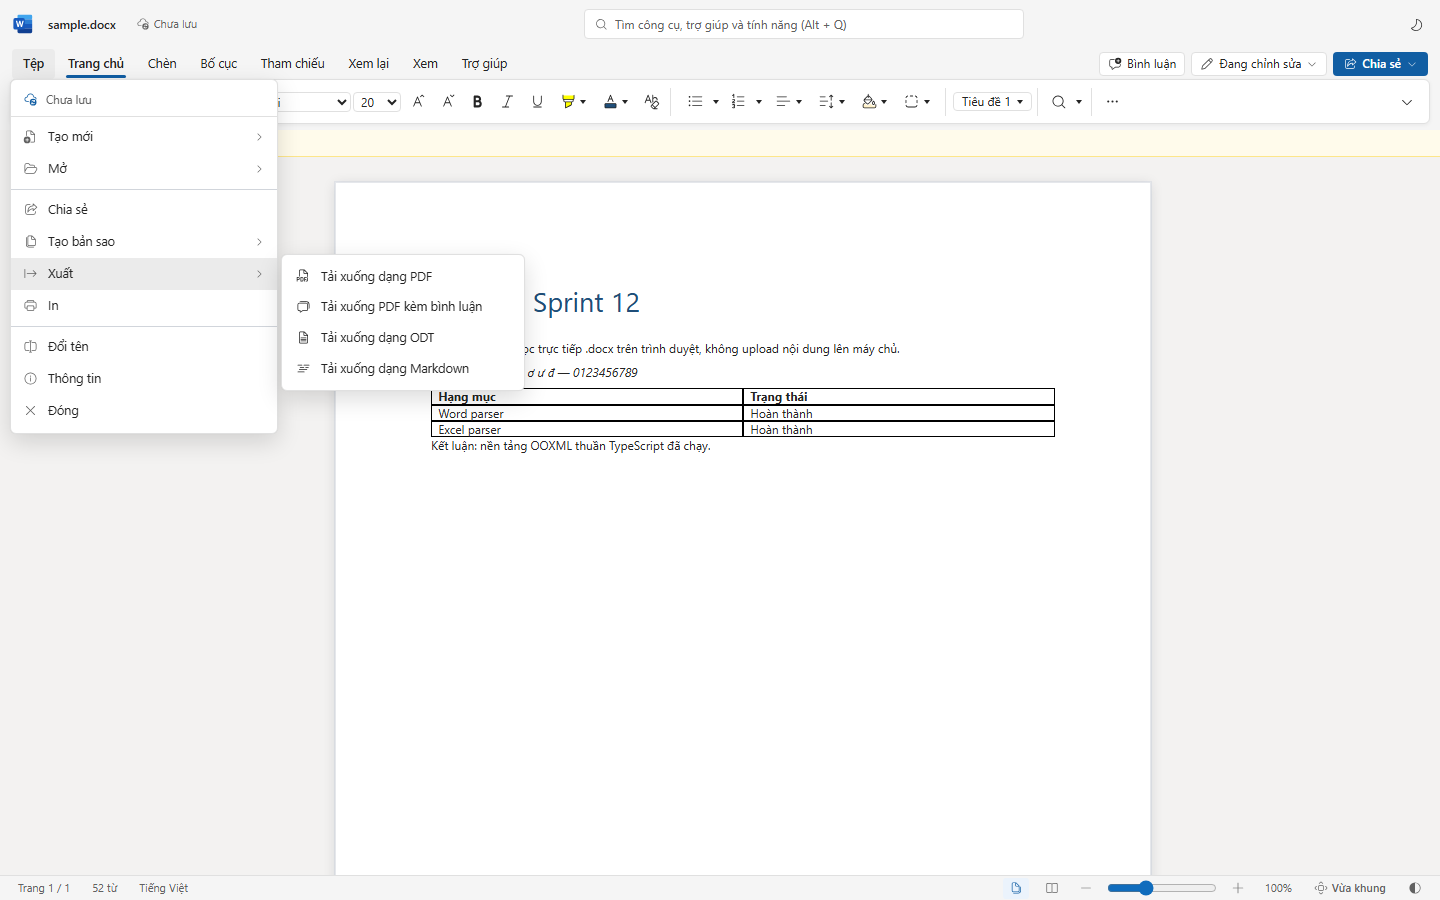 sample.docx
Chưa lưu
Tìm công cụ, trợ giúp và tính năng (Alt + Q)
Tệp
Trang chủ
Chèn
Bố cục
Tham chiếu
Xem lại
Xem
Trợ giúp
Bình luận
Đang chỉnh sửa
Chia sẻ
Chưa lưu
20
Tiêu đề 1
Tạo mới
Mở
Chia sẻ
Tạo bản sao
Xuất
In
Đổi tên
Thông tin
Đóng
Tải xuống dạng PDF
Tải xuống PDF kèm bình luận
Tải xuống dạng ODT
Tải xuống dạng Markdown
Sprint 12
trực tiếp .docx trên trình duyệt, không upload nội dung lên máy chủ.
ơ ư đ — 0123456789
Hạng mục Trạng thái
Word parser Hoàn thành
Excel parser Hoàn thành
Kết luận: nền tảng OOXML thuần TypeScript đã chạy.
Trang 1 / 1
52 từ
Tiếng Việt
100%
Vừa khung